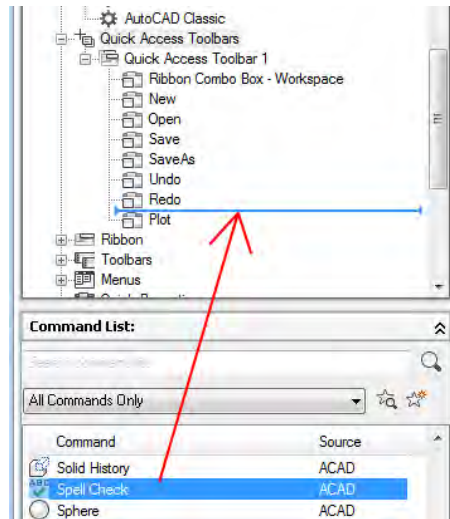 AutoCAD Classic
Quick Access Toolbars
Quick Access Toolbar 1
Ribbon Combo Box - Workspace
New
Open
Save
SaveAs
Undo
Redo
Plot
Ribbon
Toolbars
Menus
Command List:
All Commands Only
Command Source
Solid History ACAD
ABC Spell Check ACAD
Sphere ACAD